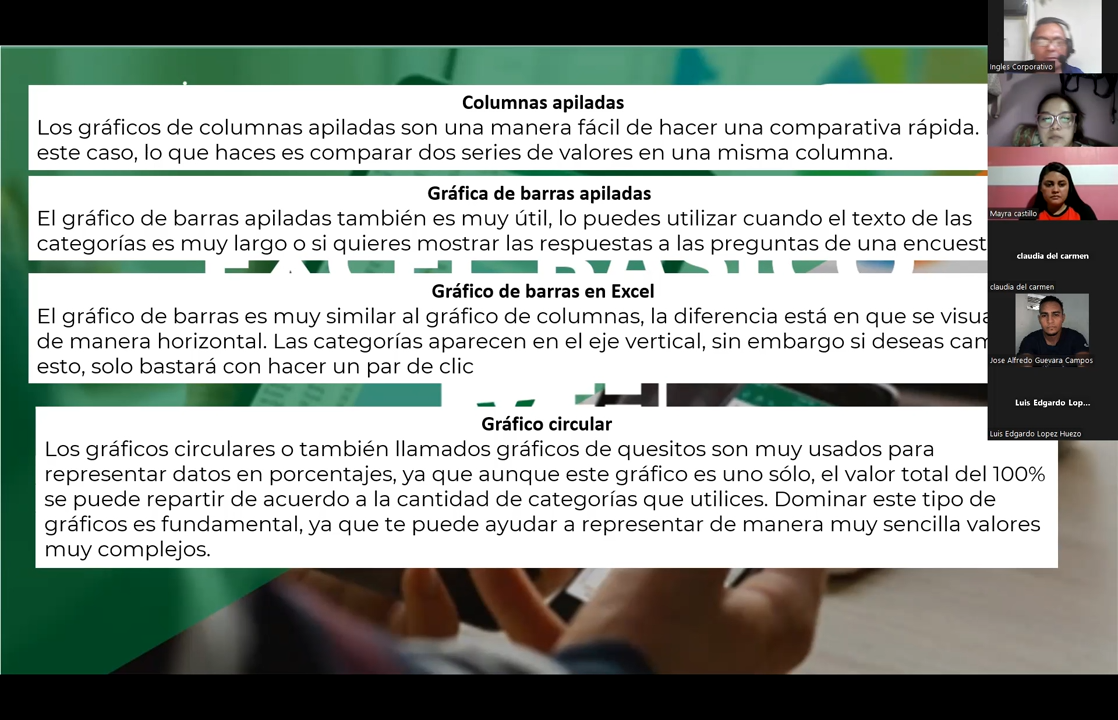 Columnas apiladas
Los gráficos de columnas apiladas son una manera fácil de hacer una comparativa rápida.
este caso, lo que haces es comparar dos series de valores en una misma columna.
Gráfica de barras apiladas
El gráfico de barras apiladas también es muy útil, lo puedes utilizar cuando el texto de las
categorías es muy largo o si quieres mostrar las respuestas a las preguntas de una encuest
EXCEL BÁSICO
Gráfico de barras en Excel
El gráfico de barras es muy similar al gráfico de columnas, la diferencia está en que se visua
de manera horizontal. Las categorías aparecen en el eje vertical, sin embargo si deseas cam
esto, solo bastará con hacer un par de clic
Gráfico circular
Los gráficos circulares o también llamados gráficos de quesitos son muy usados para
representar datos en porcentajes, ya que aunque este gráfico es uno sólo, el valor total del 100%
se puede repartir de acuerdo a la cantidad de categorías que utilices. Dominar este tipo de
gráficos es fundamental, ya que te puede ayudar a representar de manera muy sencilla valores
muy complejos.
Ingles Corporativo
Mayra castillo
claudia del carmen
claudia del carmen
Jose Alfredo Guevara Campos
Luis Edgardo Lop...
Luis Edgardo Lopez Huezo